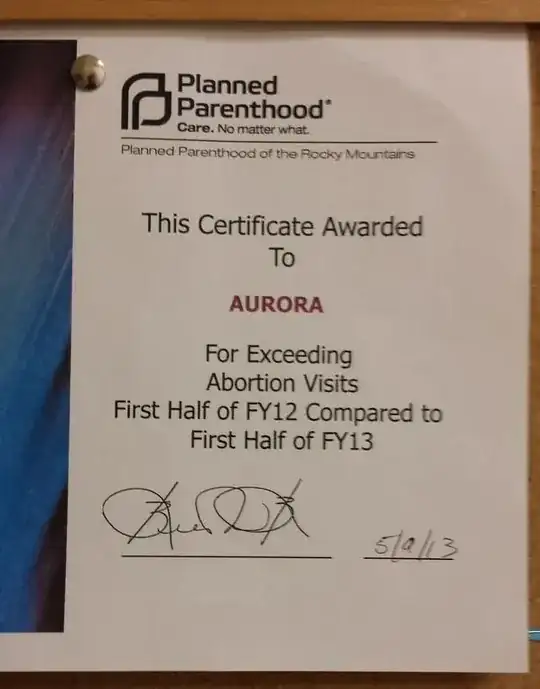 Planned
Parenthood®
Care. No matter what.
Planned Parenthood of the Rocky Mountains
This Certificate Awarded
To
AURORA
For Exceeding
Abortion Visits
First Half of FY12 Compared to
First Half of FY13
5/9/13